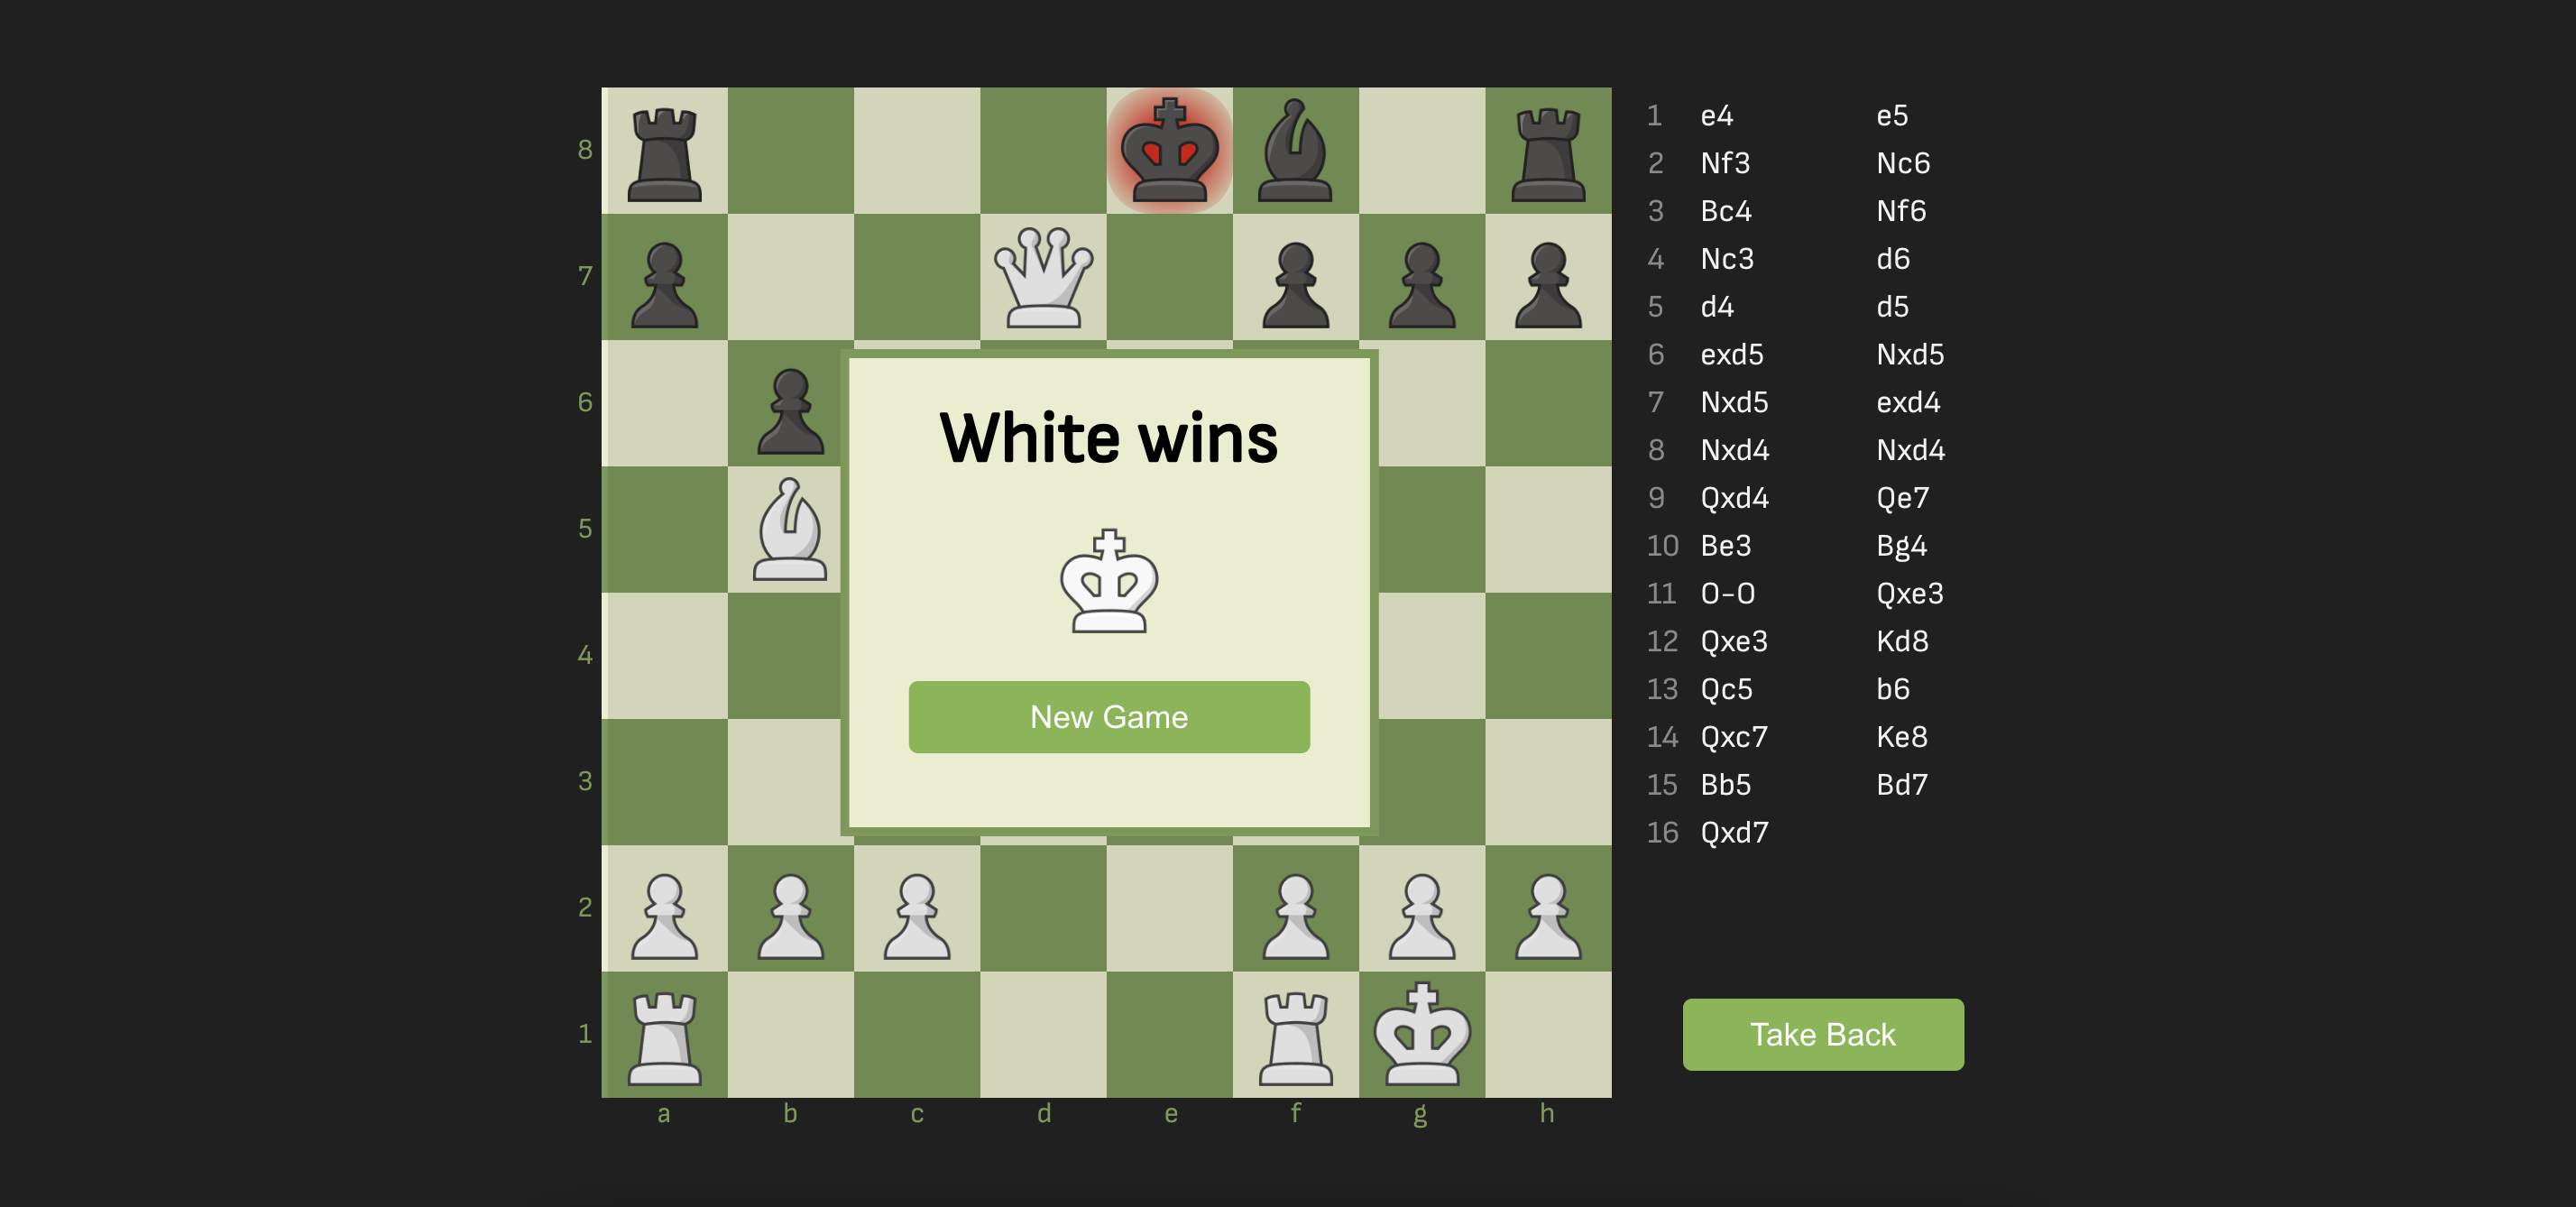 8
7
6
5
4
3
2
1
a b c d e f g h
White wins
New Game
1 e4 e5
2 Nf3 Nc6
3 Bc4 Nf6
4 Nc3 d6
5 d4 d5
6 exd5 Nxd5
7 Nxd5 exd4
8 Nxd4 Nxd4
9 Qxd4 Qe7
10 Be3 Bg4
11 O-O Qxe3
12 Qxe3 Kd8
13 Qc5 b6
14 Qxc7 Ke8
15 Bb5 Bd7
16 Qxd7
Take Back